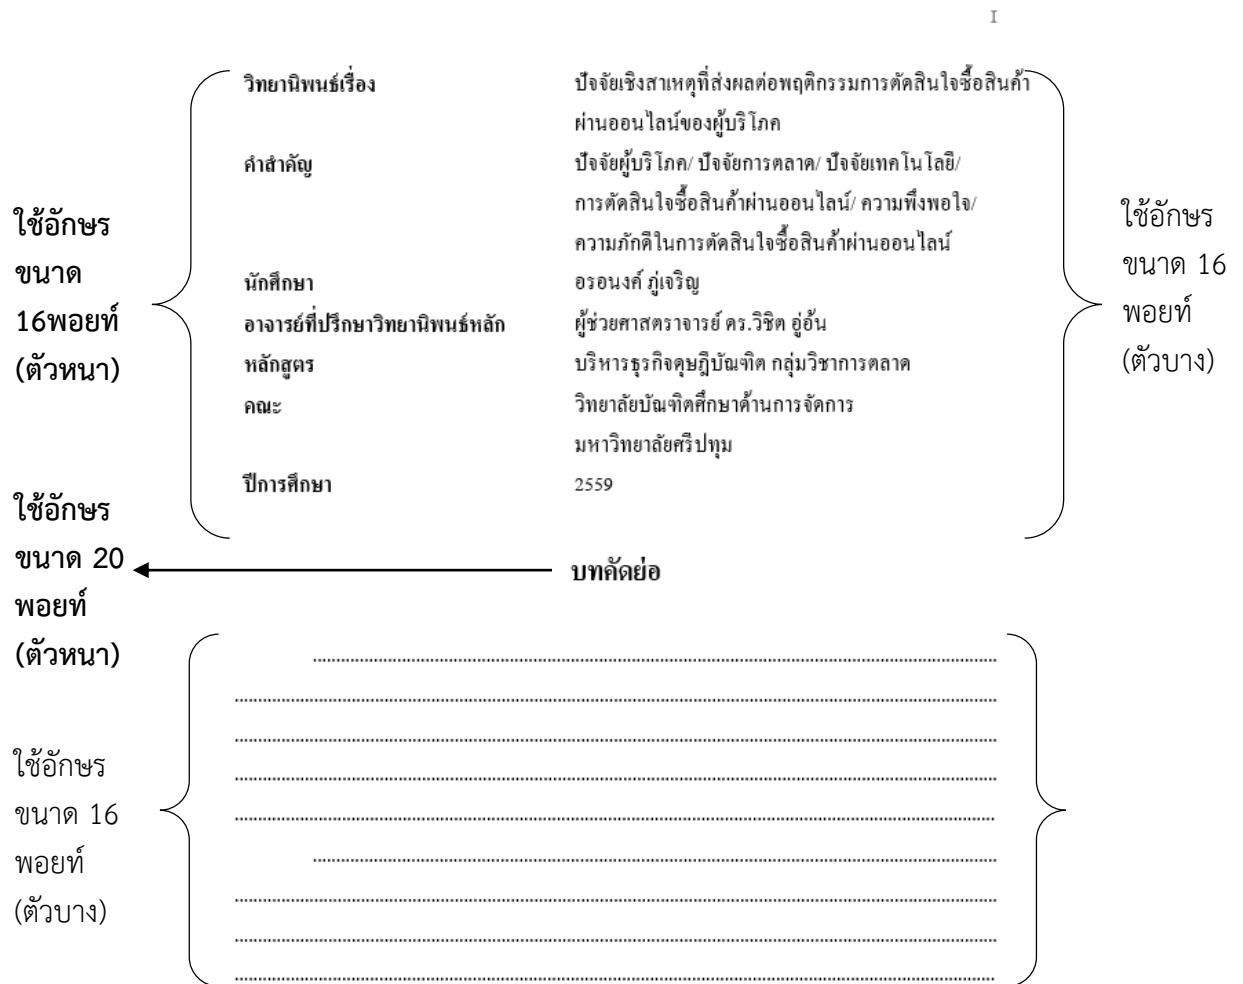 I
วิทยานิพนธ์เรื่อง ปัจจัยเชิงสาเหตุที่ส่งผลต่อพฤติกรรมการตัดสินใจซื้อสินค้า
ผ่านออนไลน์ของผู้บริโภค
คำสำคัญ ปัจจัยผู้บริโภค/ ปัจจัยการตลาด/ ปัจจัยเทคโนโลยี/
การตัดสินใจซื้อสินค้าผ่านออนไลน์/ ความพึงพอใจ/
ความภักดีในการตัดสินใจซื้อสินค้าผ่านออนไลน์
นักศึกษา อรอนงค์ ภู่เจริญ
อาจารย์ที่ปรึกษาวิทยานิพนธ์หลัก ผู้ช่วยศาสตราจารย์ ดร.วิชิต อู่อ้น
หลักสูตร บริหารธุรกิจดุษฎีบัณฑิต กลุ่มวิชาการตลาด
คณะ วิทยาลัยบัณฑิตศึกษาด้านการจัดการ
มหาวิทยาลัยศรีปทุม
ปีการศึกษา 2559
ใช้อักษร
ขนาด
16พอยท์
(ตัวหนา)
ใช้อักษร
ขนาด 16
พอยท์
(ตัวบาง)
ใช้อักษร
ขนาด 20
พอยท์
(ตัวหนา)
บทคัดย่อ
ใช้อักษร
ขนาด 16
พอยท์
(ตัวบาง)